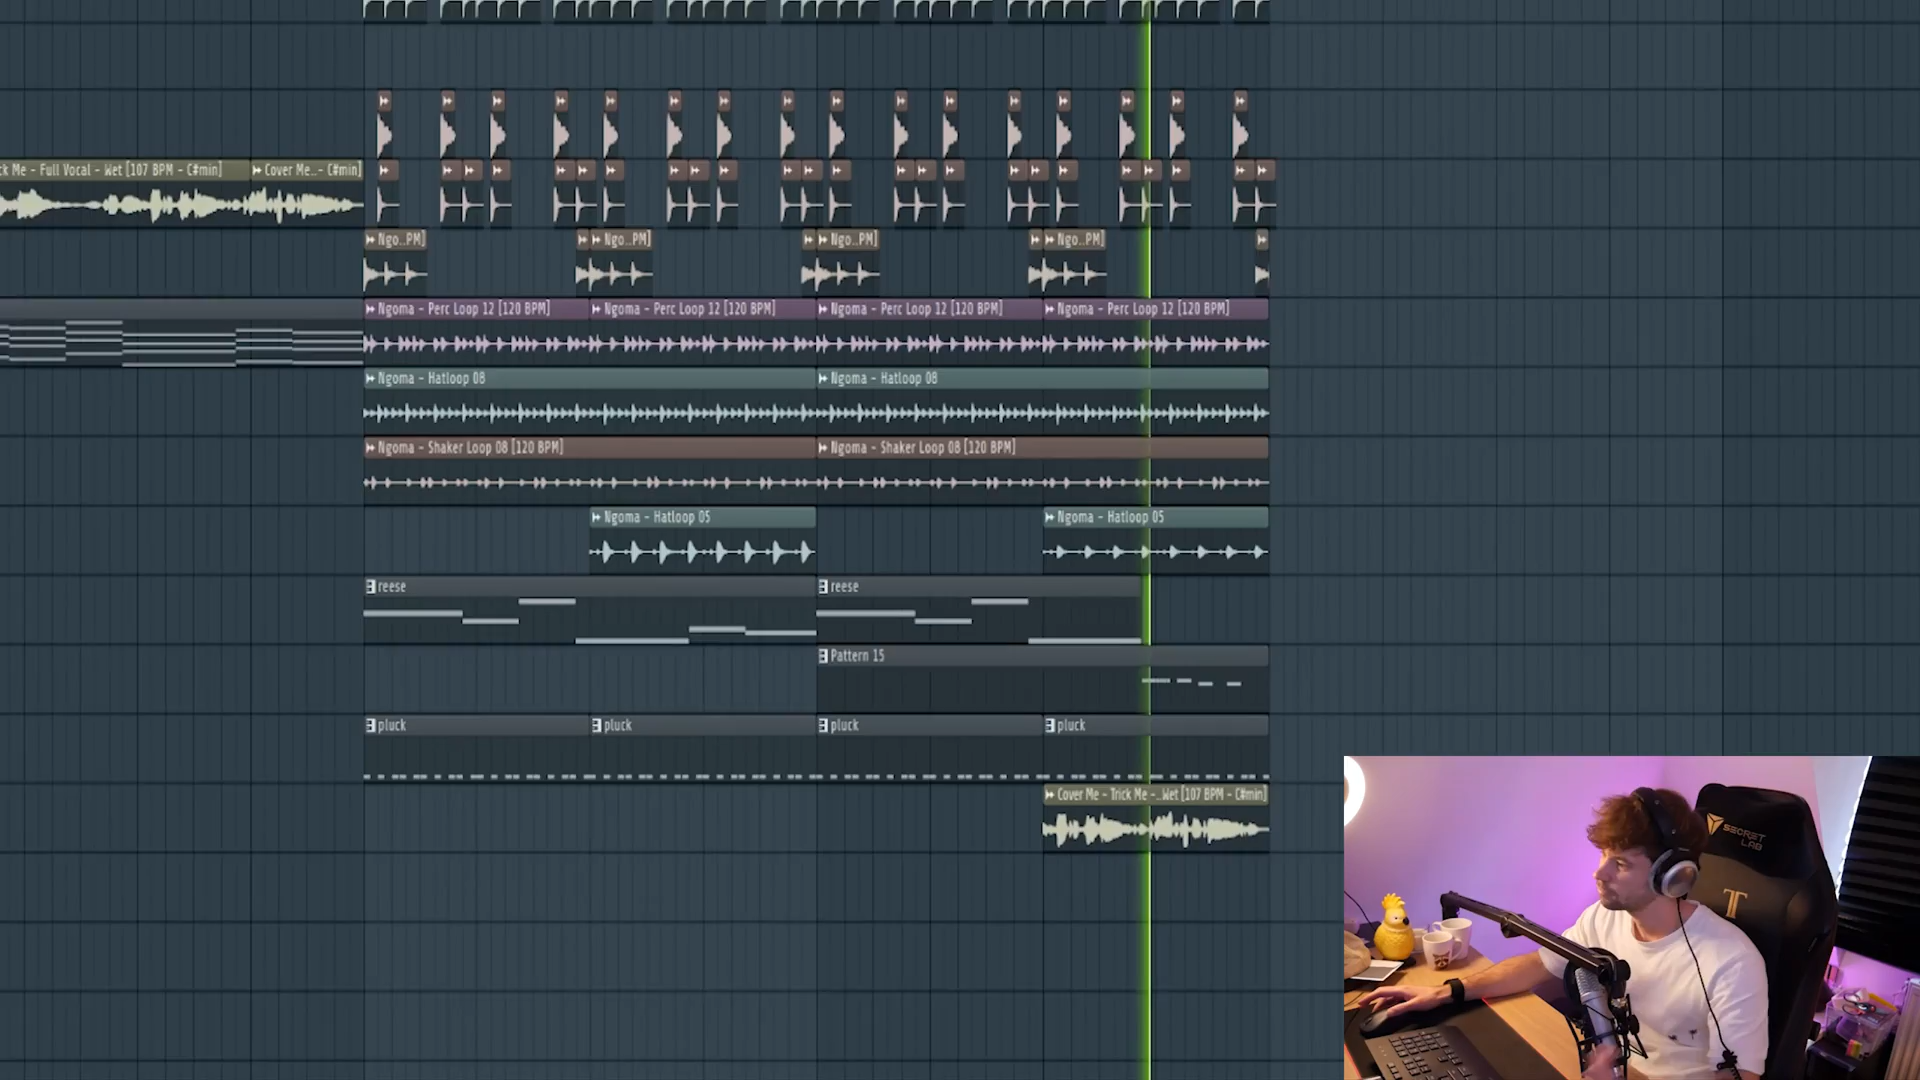 ck Me - Full Vocal - Wet [107 BPM - C#min] Cover Me..- C#min]
Ngo..PM] Ngo..PM] Ngo..PM] Ngo..PM]
Ngoma - Perc Loop 12 [120 BPM] Ngoma - Perc Loop 12 [120 BPM] Ngoma - Perc Loop 12 [120 BPM] Ngoma - Perc Loop 12 [120 BPM]
Ngoma - Hatloop 08 Ngoma - Hatloop 08
Ngoma - Shaker Loop 08 [120 BPM] Ngoma - Shaker Loop 08 [120 BPM]
Ngoma - Hatloop 05 Ngoma - Hatloop 05
reese reese
Pattern 15
pluck pluck pluck pluck
Cover Me - Trick Me -..Wet [107 BPM - C#min]
SECRET
LAB